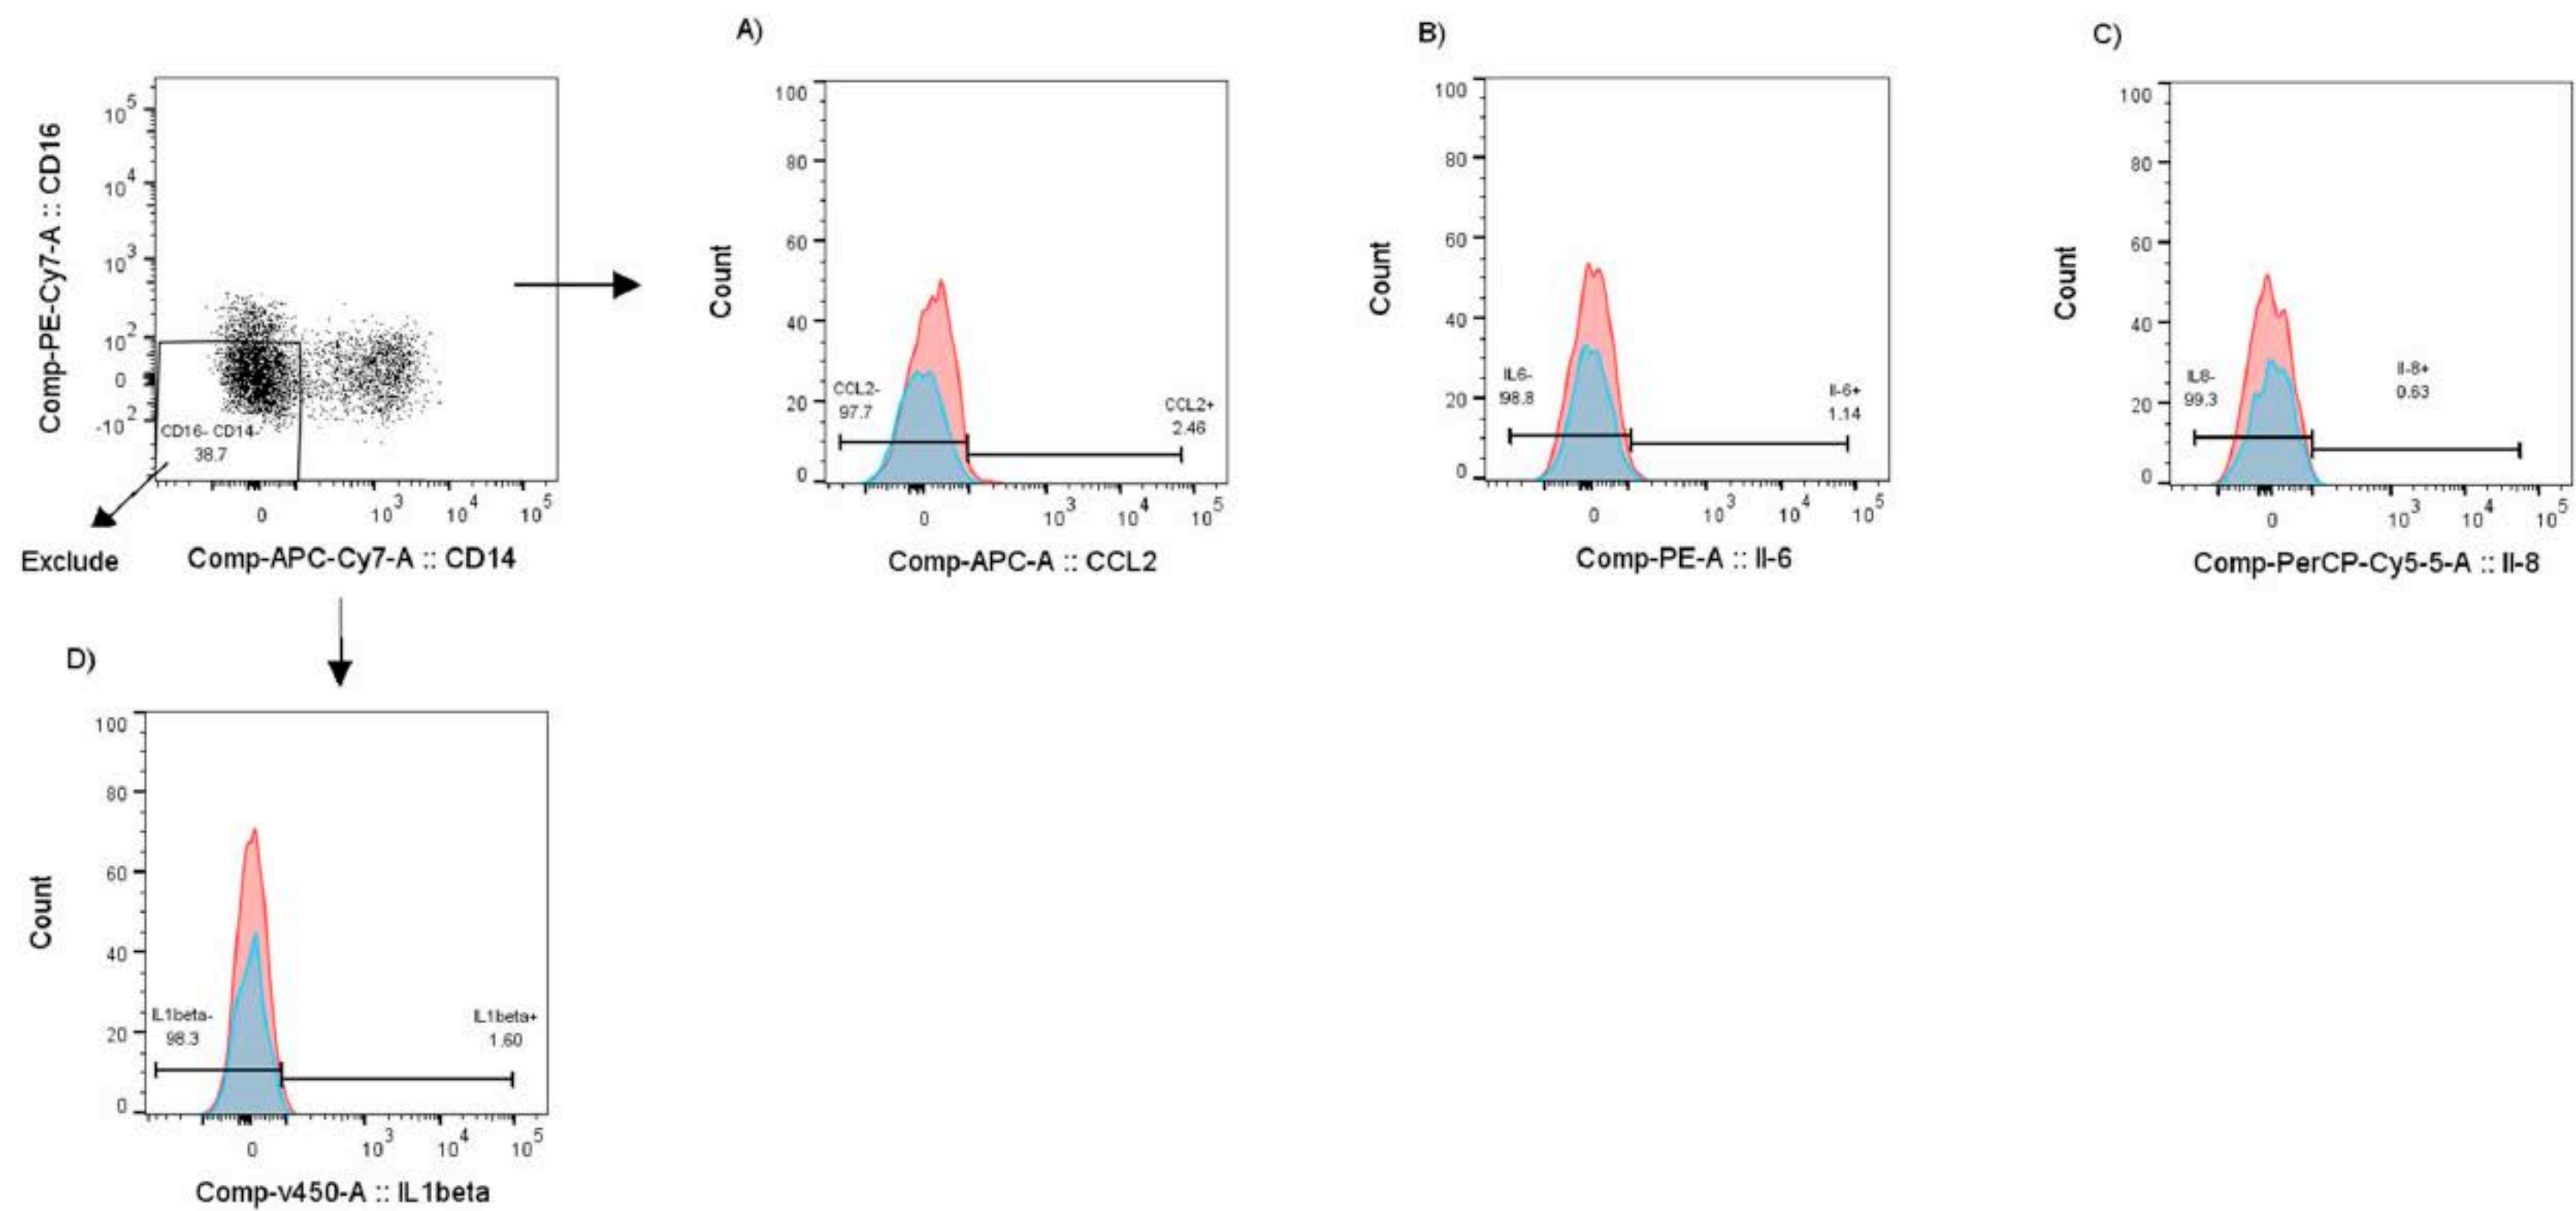 A)
B)
C)
10^5
10^4
10^3
10^2
0
-10^2
Comp-PE-Cy7-A :: CD16
CD16- CD14-
38.7
0
10^3
10^4
10^5
Comp-APC-Cy7-A :: CD14
Exclude
100
80
60
40
20
0
Count
CCL2-
97.7
CCL2+
2.46
0
10^3
10^4
10^5
Comp-APC-A :: CCL2
100
80
60
40
20
0
Count
IL6-
98.8
Il-6+
1.14
0
10^3
10^4
10^5
Comp-PE-A :: Il-6
100
80
60
40
20
0
Count
IL8-
99.3
Il-8+
0.63
0
10^3
10^4
10^5
Comp-PerCP-Cy5-5-A :: Il-8
D)
100
80
60
40
20
0
Count
IL1beta-
98.3
IL1beta+
1.60
0
10^3
10^4
10^5
Comp-v450-A :: IL1beta